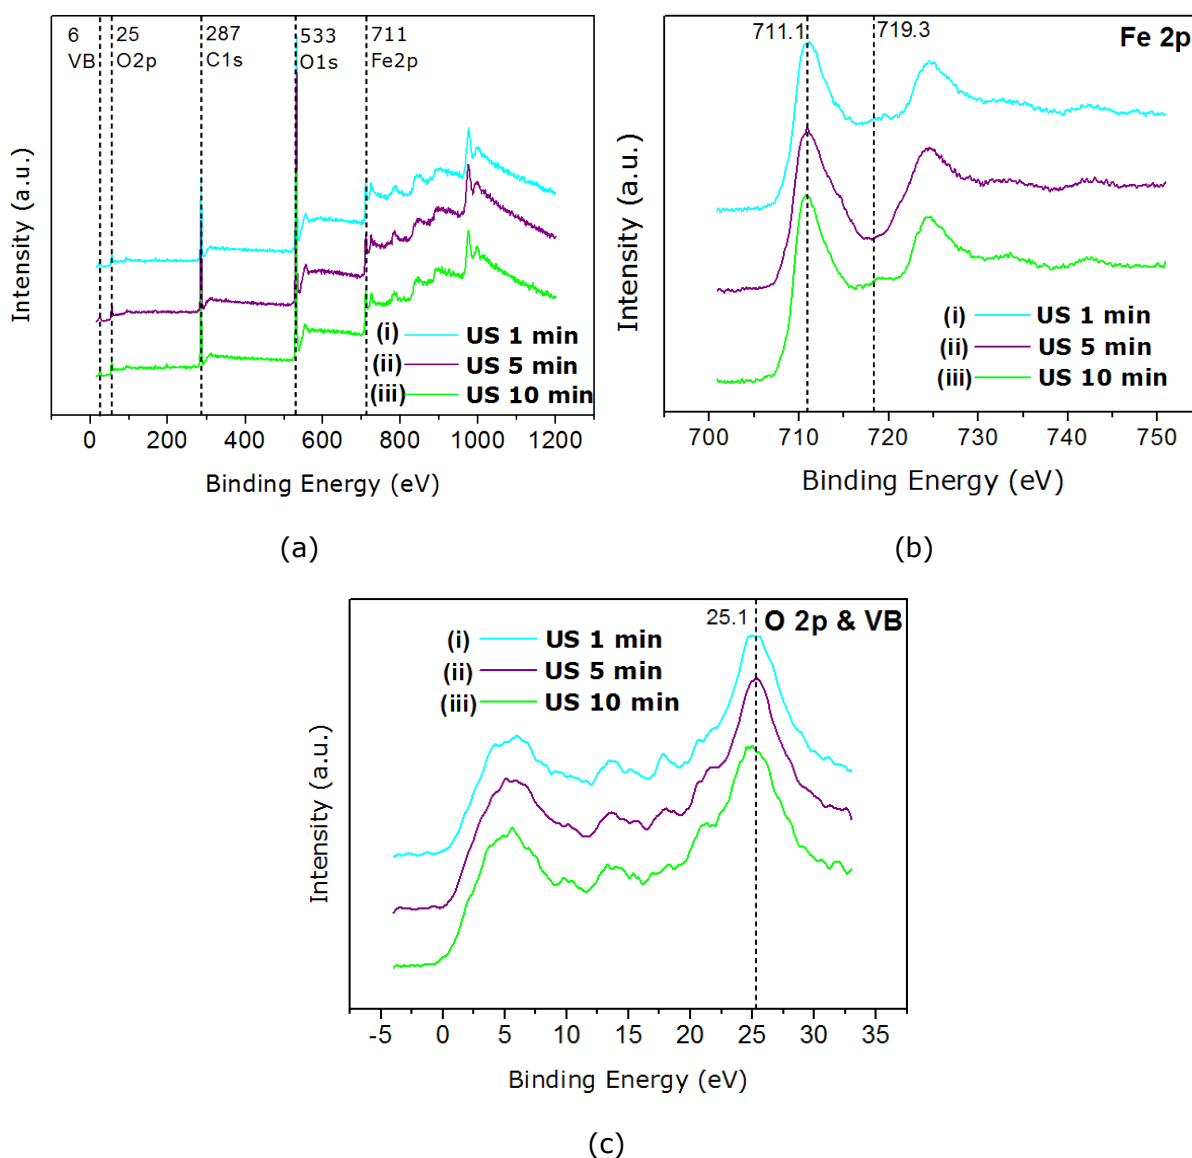 6 25 287 533 711
VB O2p C1s O1s Fe2p
Intensity (a.u.)
(i) US 1 min
(ii) US 5 min
(iii) US 10 min
0 200 400 600 800 1000 1200
Binding Energy (eV)
(a)
711.1 719.3 Fe 2p
Intensity (a.u.)
(i) US 1 min
(ii) US 5 min
(iii) US 10 min
700 710 720 730 740 750
Binding Energy (eV)
(b)
25.1 O 2p & VB
(i) US 1 min
(ii) US 5 min
(iii) US 10 min
Intensity (a.u.)
-5 0 5 10 15 20 25 30 35
Binding Energy (eV)
(c)